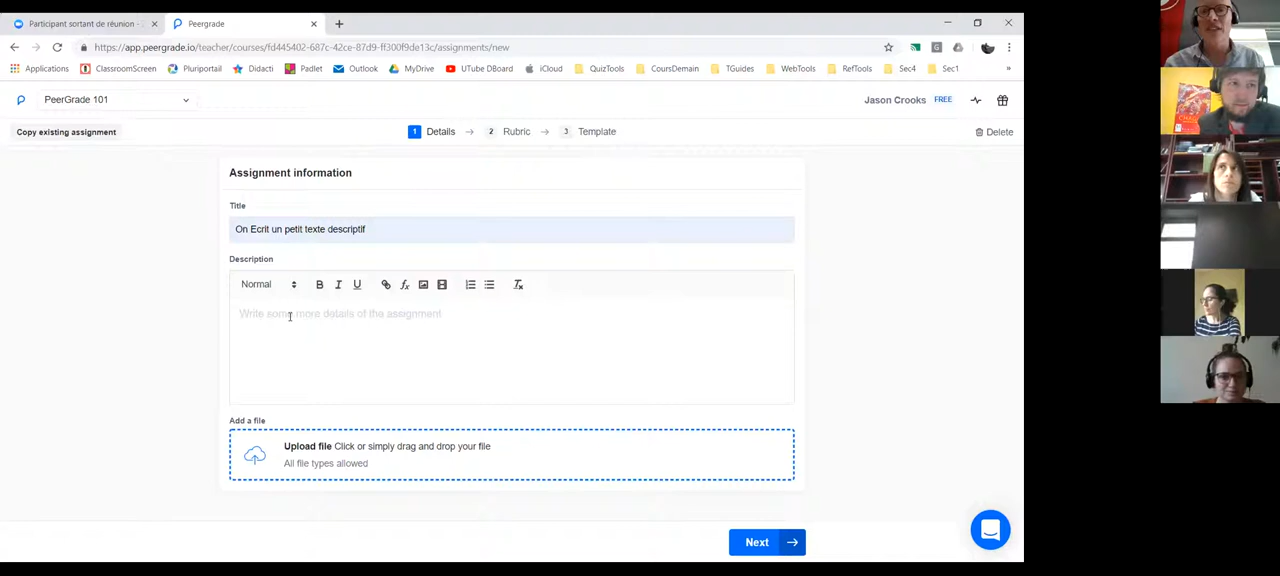 Participant sortant de réunion - 
Peergrade
https://app.peergrade.io/teacher/courses/fd445402-687c-42ce-87d9-ff300f9de13c/assignments/new
Applications ClassroomScreen Pluriportail Didacti Padlet Outlook MyDrive UTube DBoard iCloud QuizTools CoursDemain TGuides WebTools RefTools Sec4 Sec1 »
PeerGrade 101
Jason Crooks FREE
Copy existing assignment
1 Details → 2 Rubric → 3 Template
Delete
Assignment information
Title
On Ecrit un petit texte descriptif
Description
Normal B I U
Write some more details of the assignment
Add a file
Upload file Click or simply drag and drop your file
All file types allowed
Next →